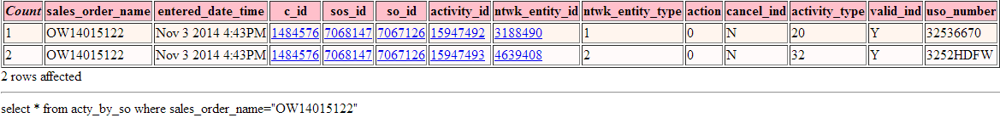 Count sales_order_name entered_date_time c_id sos_id so_id activity_id ntwk_entity_id ntwk_entity_type action cancel_ind activity_type valid_ind uso_number
1 OW14015122 Nov 3 2014 4:43PM 1484576 7068147 7067126 15947492 3188490 1 0 N 20 Y 32536670
2 OW14015122 Nov 3 2014 4:43PM 1484576 7068147 7067126 15947493 4639408 2 0 N 32 Y 3252HDFW
2 rows affected
select * from acty_by_so where sales_order_name="OW14015122"